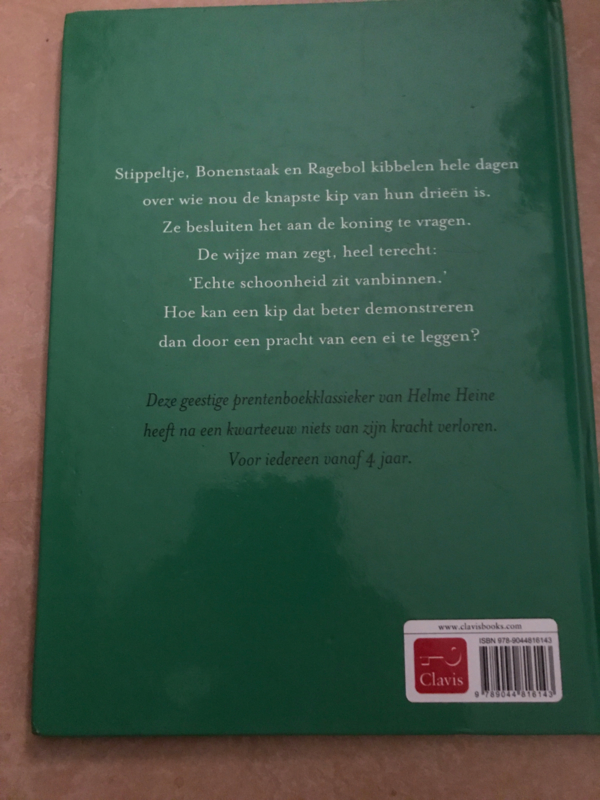 Stippeltje, Bonenstaak en Ragebol kibbelen hele dagen
over wie nou de knapste kip van hun drieën is.
Ze besluiten het aan de koning te vragen.
De wijze man zegt, heel terecht:
‘Echte schoonheid zit vanbinnen.’
Hoe kan een kip dat beter demonstreren
dan door een pracht van een ei te leggen?
Deze geestige prentenboekklassieker van Helme Heine
heeft na een kwarteeuw niets van zijn kracht verloren.
Voor iedereen vanaf 4 jaar.
www.clavisbooks.com
ISBN 978-9044816143
Clavis
9 789044 816143